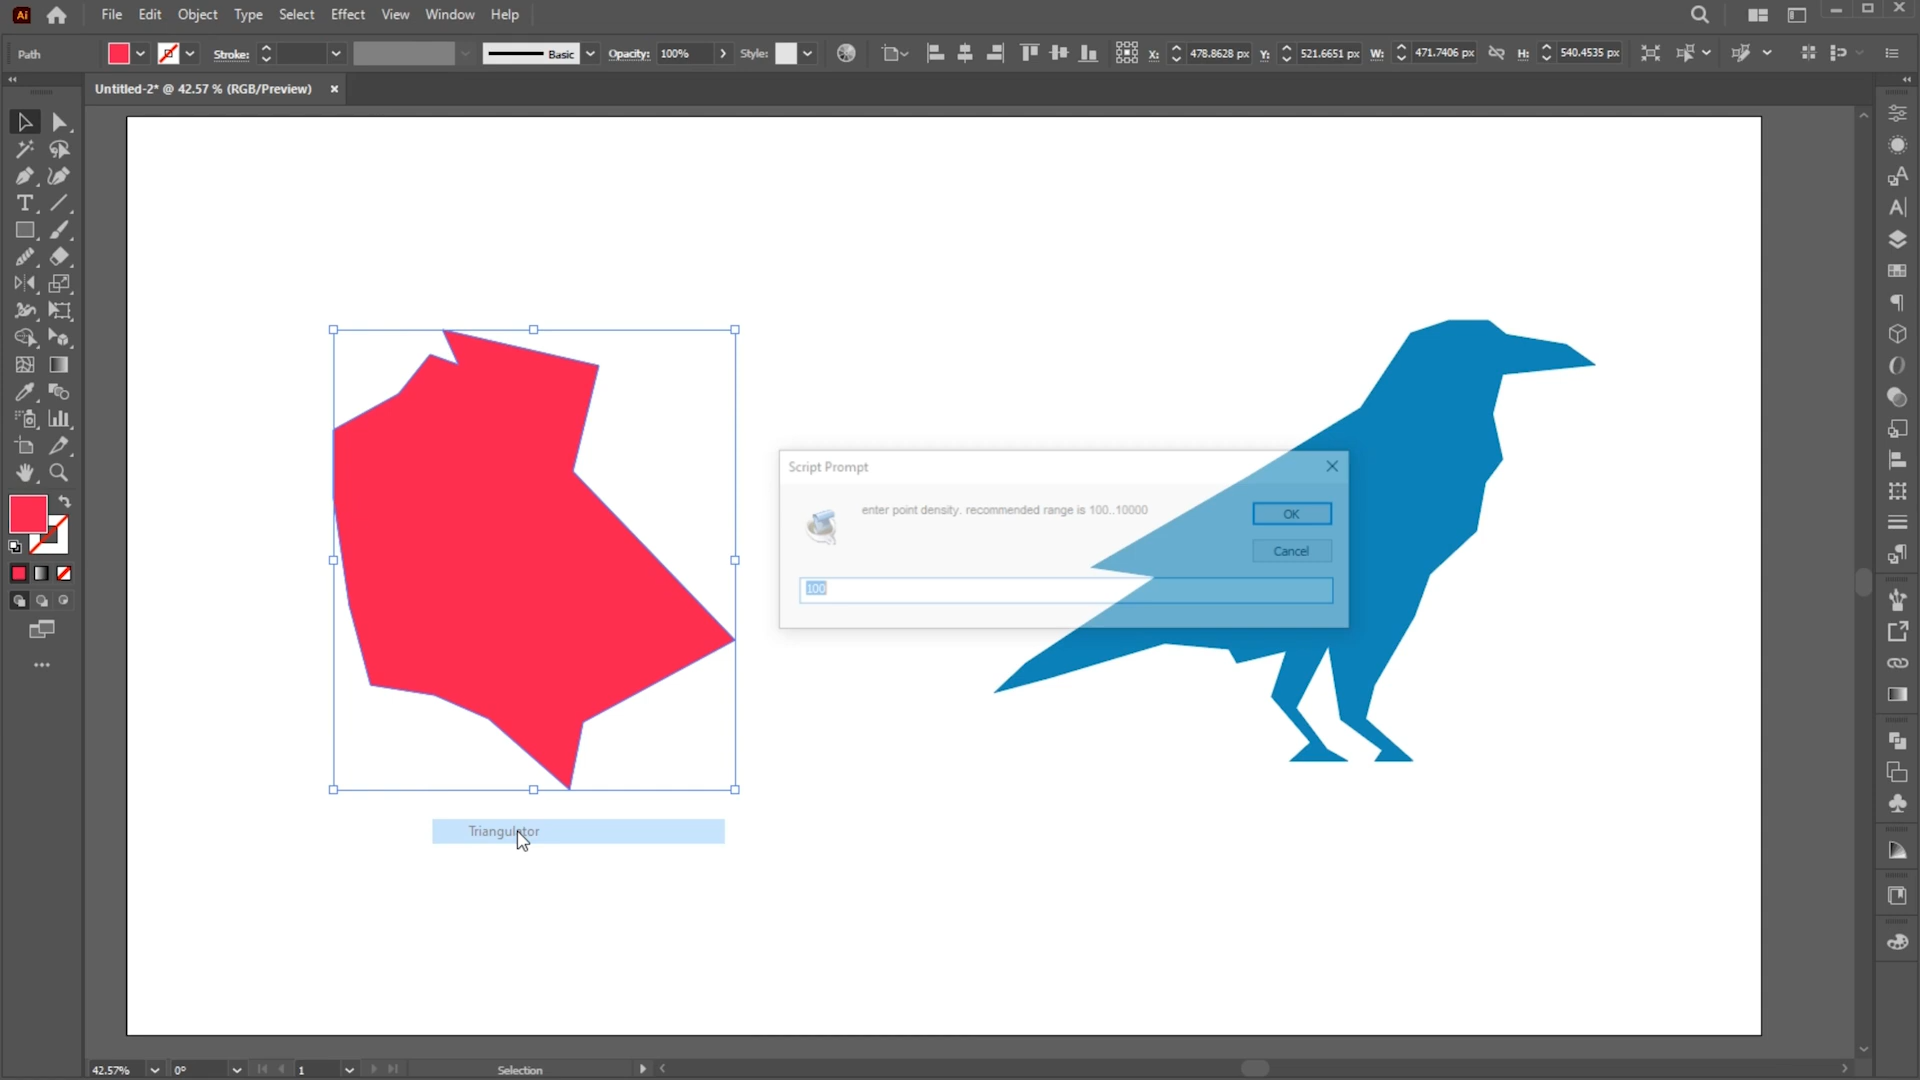 Ai File Edit Object Type Select Effect View Window Help
Path Stroke: Basic Opacity: 100% Style: X: 478.8628 px Y: 521.6651 px W: 471.7406 px H: 540.4535 px
Untitled-2* @ 42.57 % (RGB/Preview) ×
Script Prompt
enter point density. recommended range is 100..10000
OK
Cancel
100
Triangulator
42.57% 0° 1 Selection